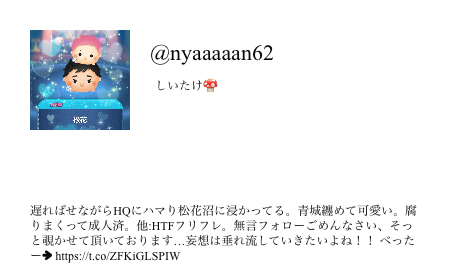 @nyaaaaan62
しいたけ🍄
松花
遅ればせながらHQにハマり松花沼に浸かってる。青城纏めて可愛い。腐
りまくって成人済。他:HTFフリフレ。無言フォローごめんなさい、そっ
と覗かせて頂いております…妄想は垂れ流していきたいよね！！ べった
ー➔ https://t.co/ZFKiGLSPIW